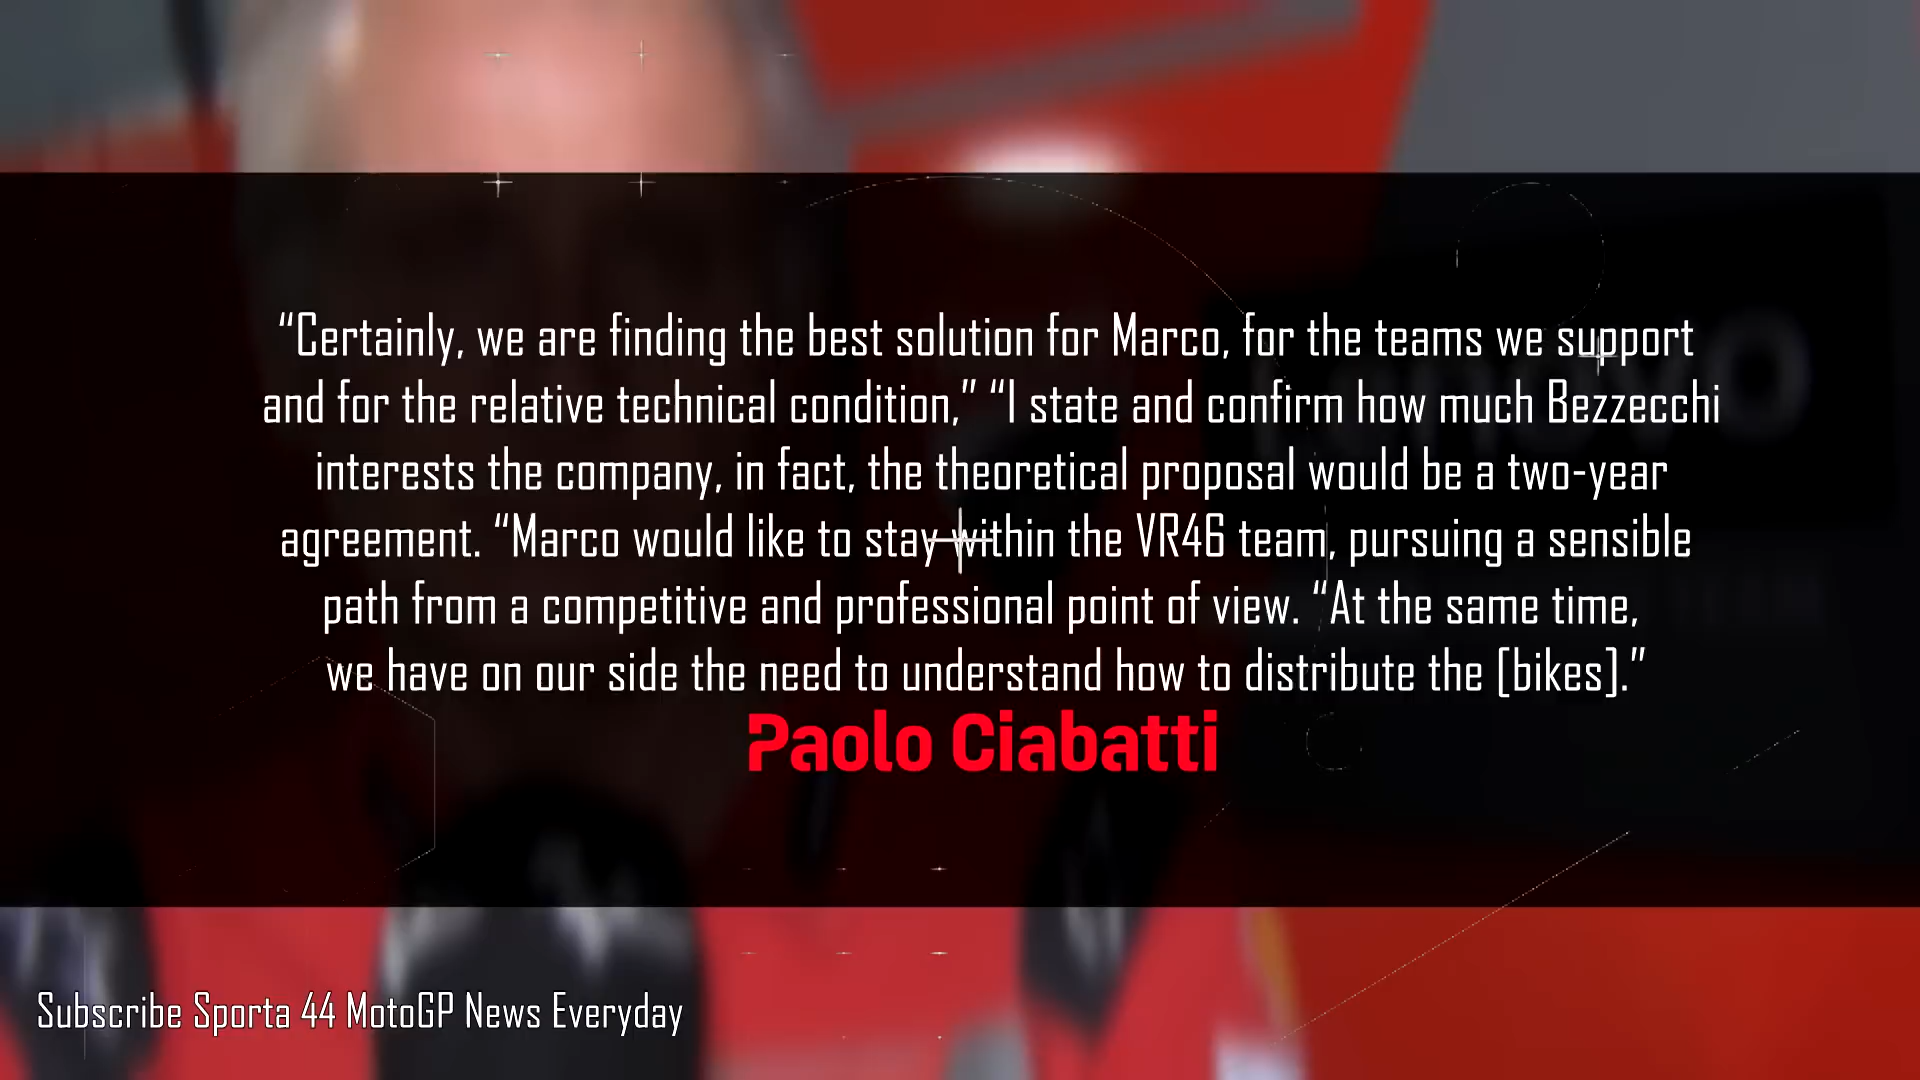 “Certainly, we are finding the best solution for Marco, for the teams we support
and for the relative technical condition,” “I state and confirm how much Bezzecchi
interests the company, in fact, the theoretical proposal would be a two-year
agreement. “Marco would like to stay within the VR46 team, pursuing a sensible
path from a competitive and professional point of view. “At the same time,
we have on our side the need to understand how to distribute the [bikes].”
Paolo Ciabatti
Subscribe Sporta 44 MotoGP News Everyday